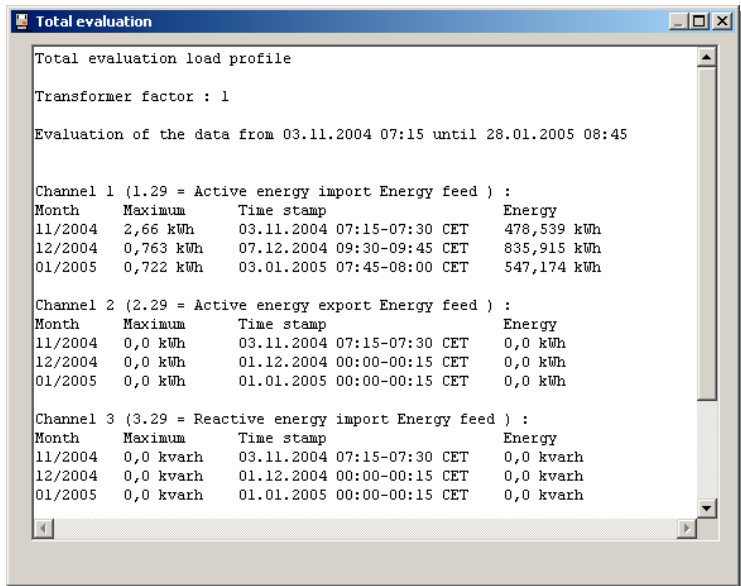 Total evaluation
Total evaluation load profile
Transformer factor : 1
Evaluation of the data from 03.11.2004 07:15 until 28.01.2005 08:45
Channel 1 (1.29 = Active energy import Energy feed ) :
Month Maximum Time stamp Energy
11/2004 2,66 kWh 03.11.2004 07:15-07:30 CET 478,539 kWh
12/2004 0,763 kWh 07.12.2004 09:30-09:45 CET 835,915 kWh
01/2005 0,722 kWh 03.01.2005 07:45-08:00 CET 547,174 kWh
Channel 2 (2.29 = Active energy export Energy feed ) :
Month Maximum Time stamp Energy
11/2004 0,0 kWh 03.11.2004 07:15-07:30 CET 0,0 kWh
12/2004 0,0 kWh 01.12.2004 00:00-00:15 CET 0,0 kWh
01/2005 0,0 kWh 01.01.2005 00:00-00:15 CET 0,0 kWh
Channel 3 (3.29 = Reactive energy import Energy feed ) :
Month Maximum Time stamp Energy
11/2004 0,0 kvarh 03.11.2004 07:15-07:30 CET 0,0 kvarh
12/2004 0,0 kvarh 01.12.2004 00:00-00:15 CET 0,0 kvarh
01/2005 0,0 kvarh 01.01.2005 00:00-00:15 CET 0,0 kvarh